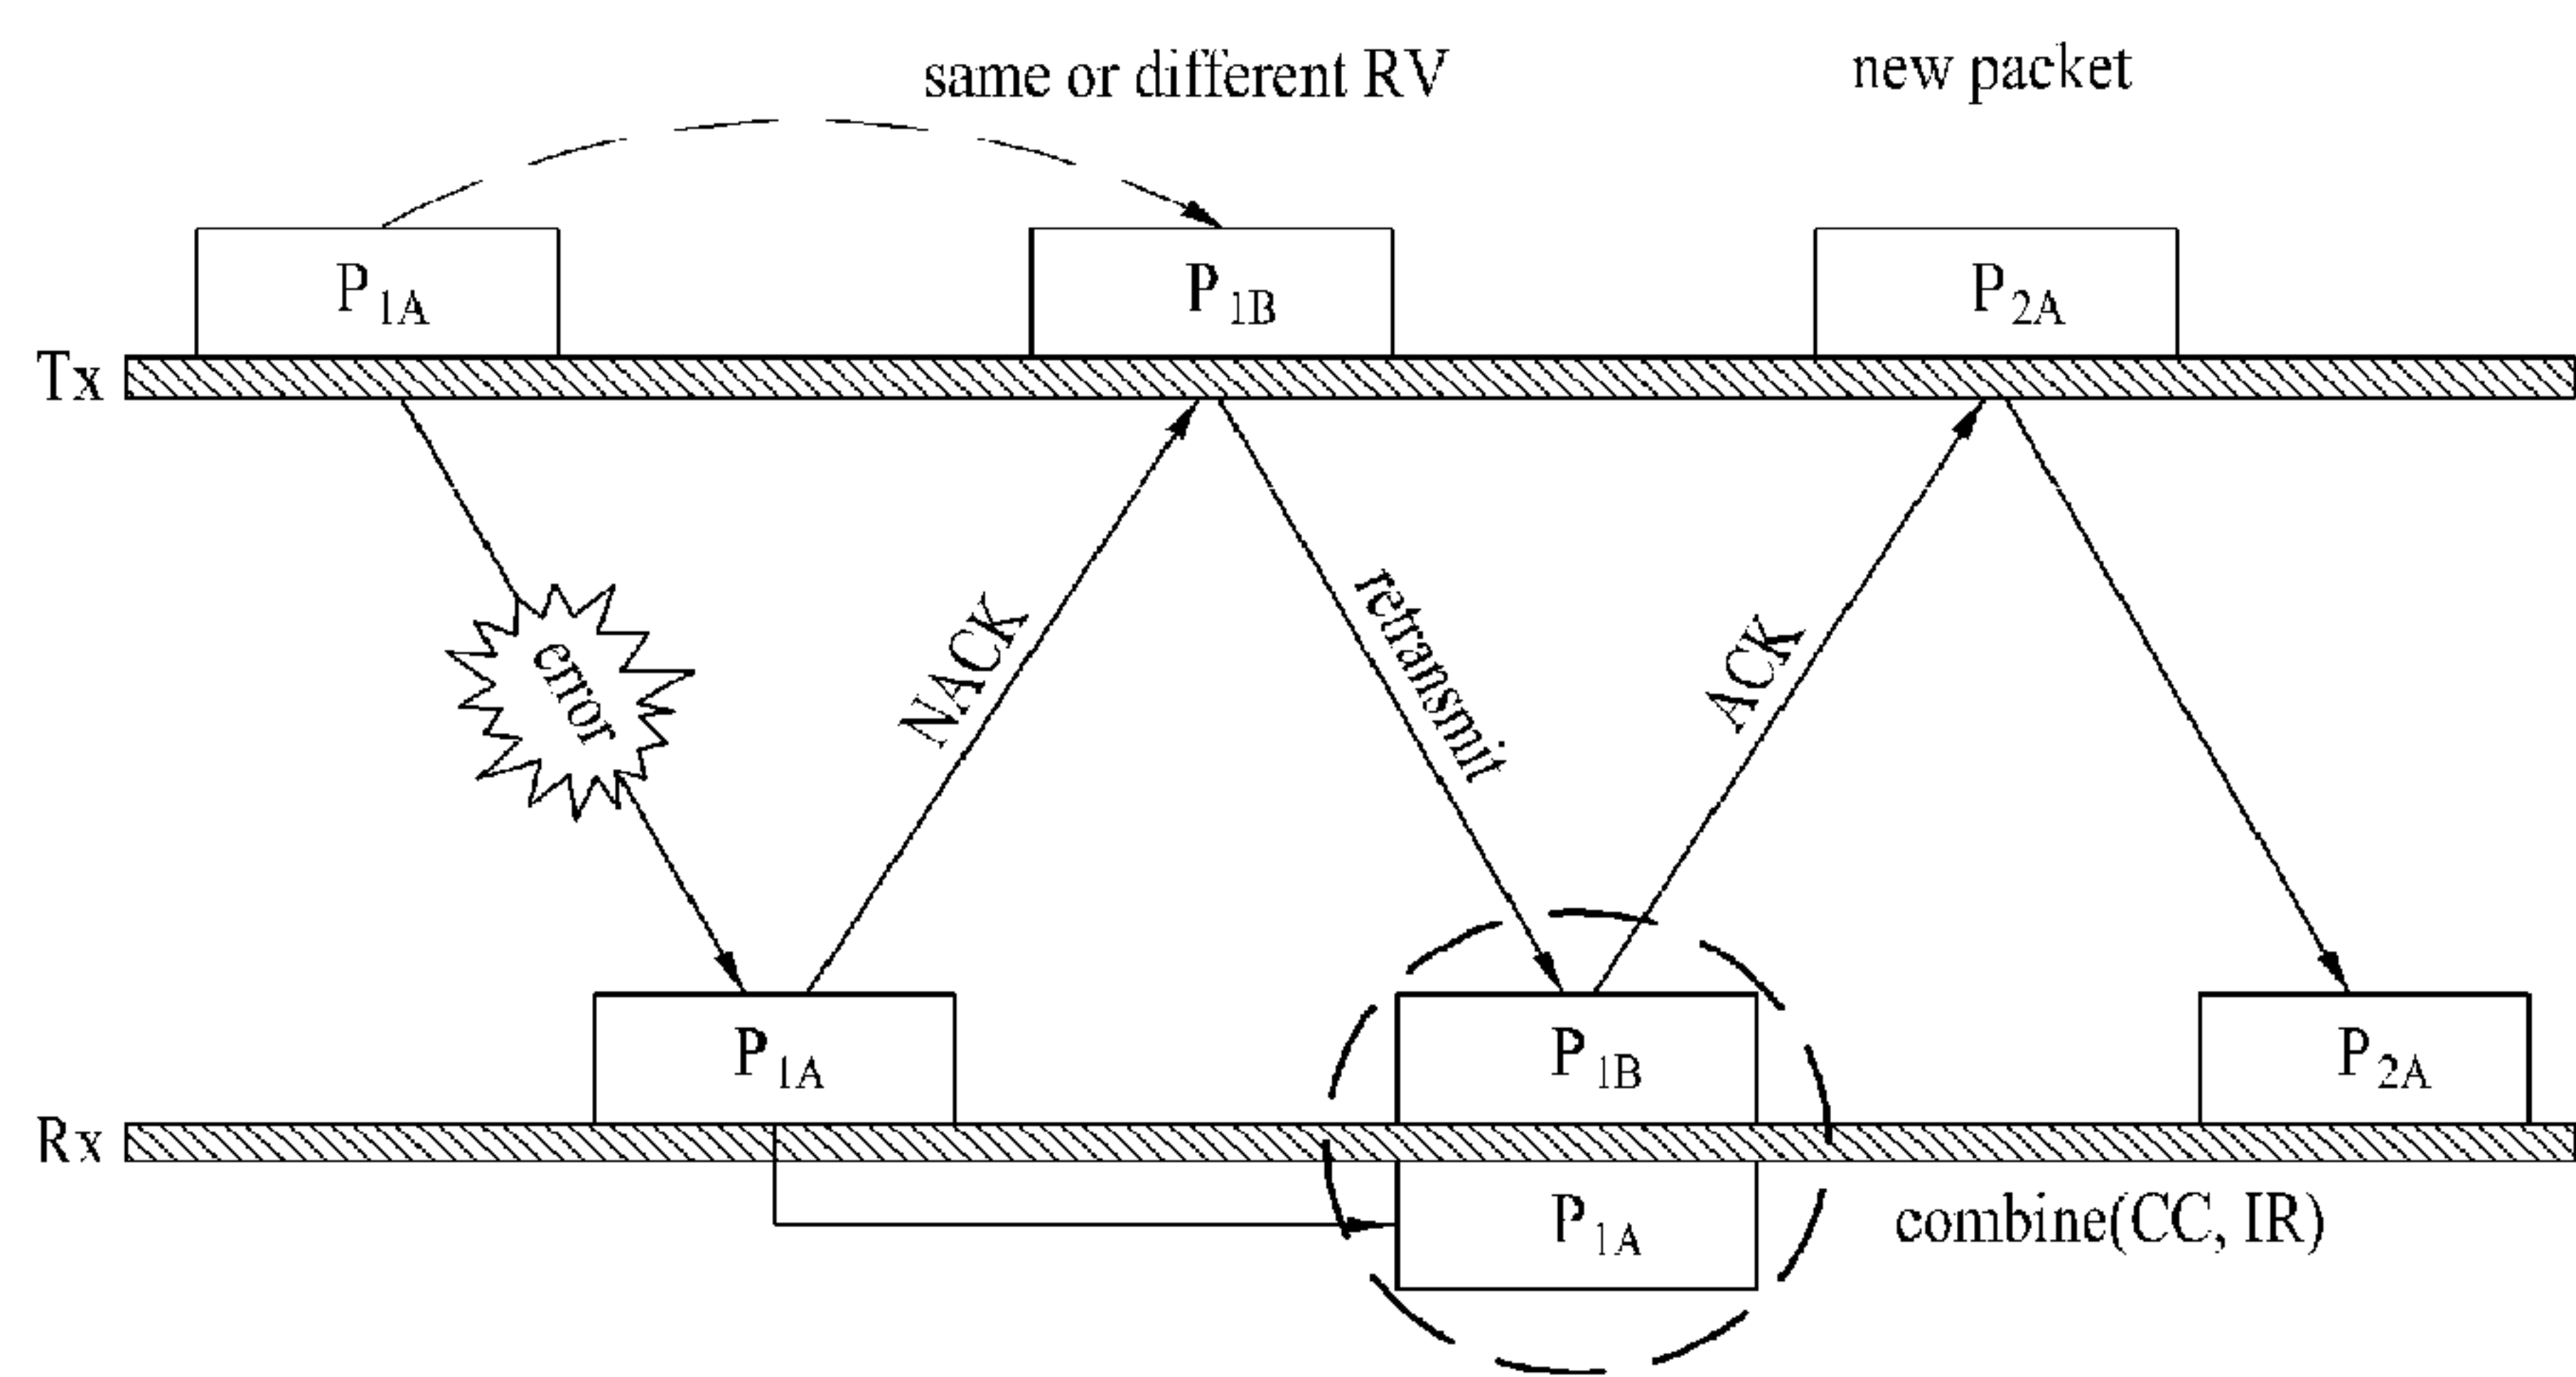 same or different RV
new packet
P1A
P1B
P2A
Tx
error
NACK
retransmit
ACK
P1A
P1B
P2A
Rx
P1A
combine(CC, IR)